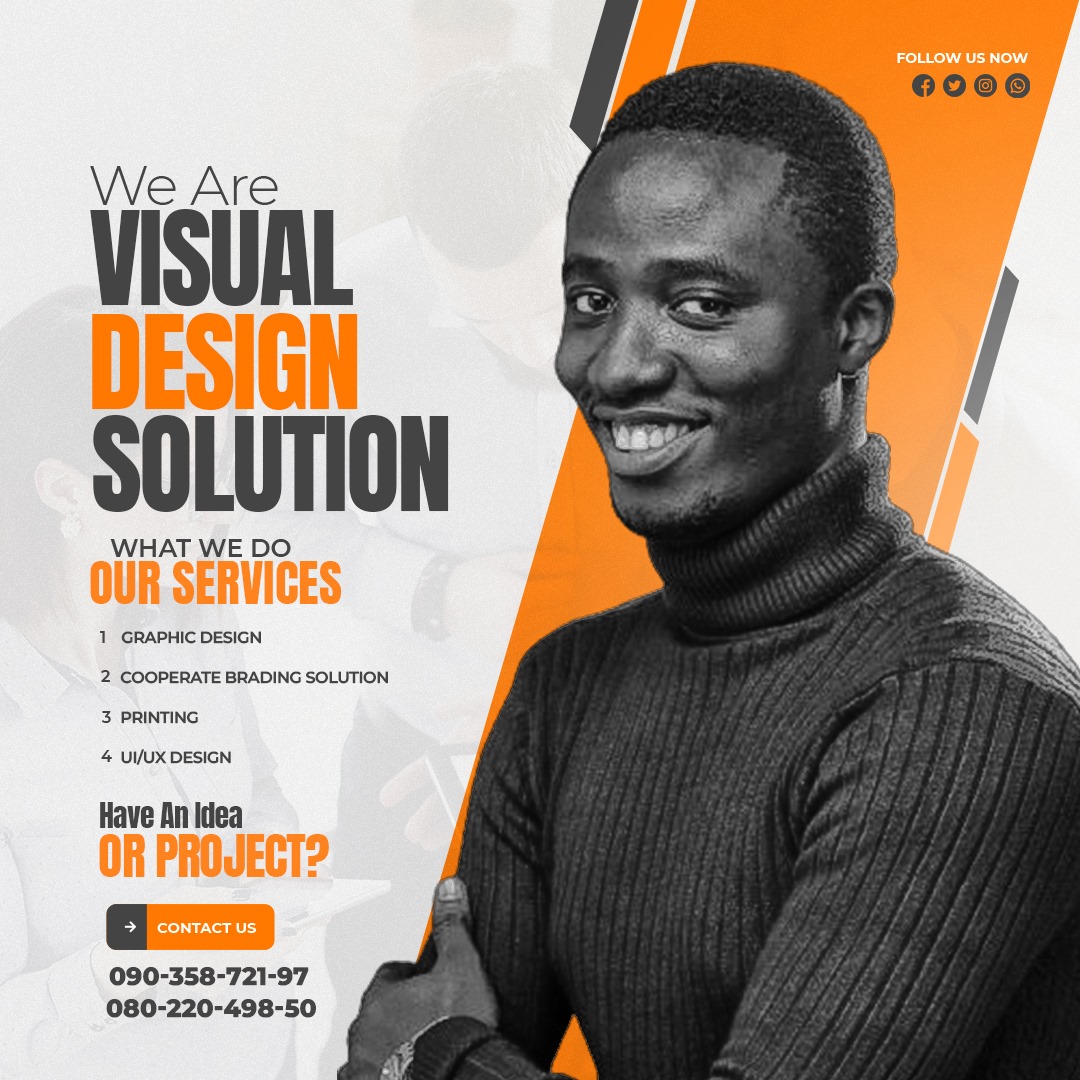 FOLLOW US NOW
We Are
VISUAL
DESIGN
SOLUTION
WHAT WE DO
OUR SERVICES
1 GRAPHIC DESIGN
2 COOPERATE BRADING SOLUTION
3 PRINTING
4 UI/UX DESIGN
Have An Idea
OR PROJECT?
CONTACT US
090-358-721-97
080-220-498-50